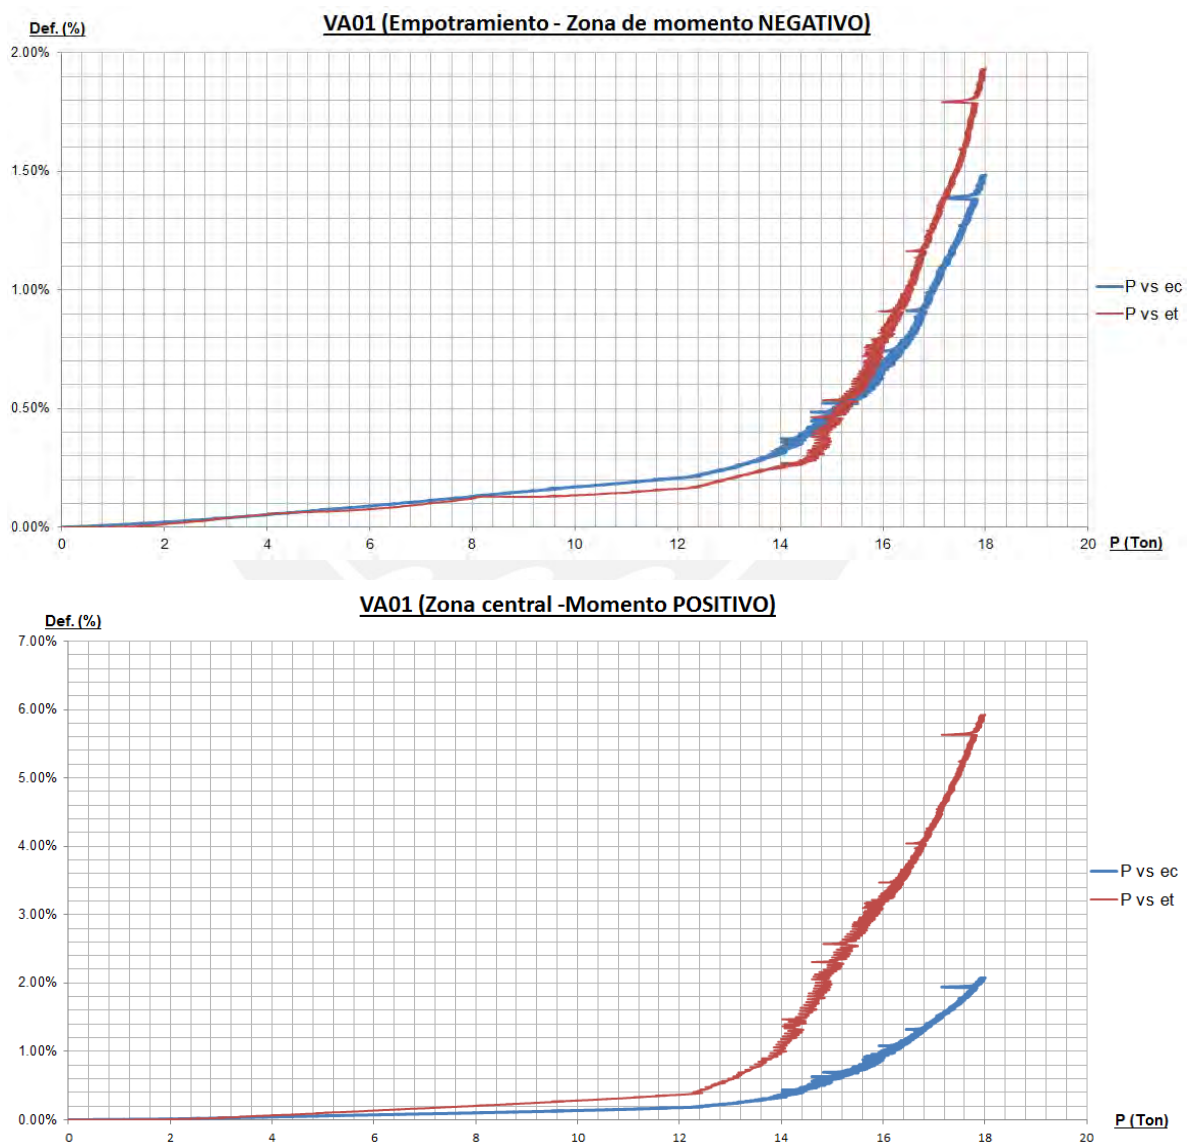 VA01 (Empotramiento - Zona de momento NEGATIVO)
Def. (%)
2.00%
1.50%
1.00%
0.50%
0.00%
P vs ec
P vs et
0 2 4 6 8 10 12 14 16 18 20
P (Ton)
VA01 (Zona central -Momento POSITIVO)
Def. (%)
7.00%
6.00%
5.00%
4.00%
3.00%
2.00%
1.00%
0.00%
P vs ec
P vs et
0 2 4 6 8 10 12 14 16 18 20
P (Ton)